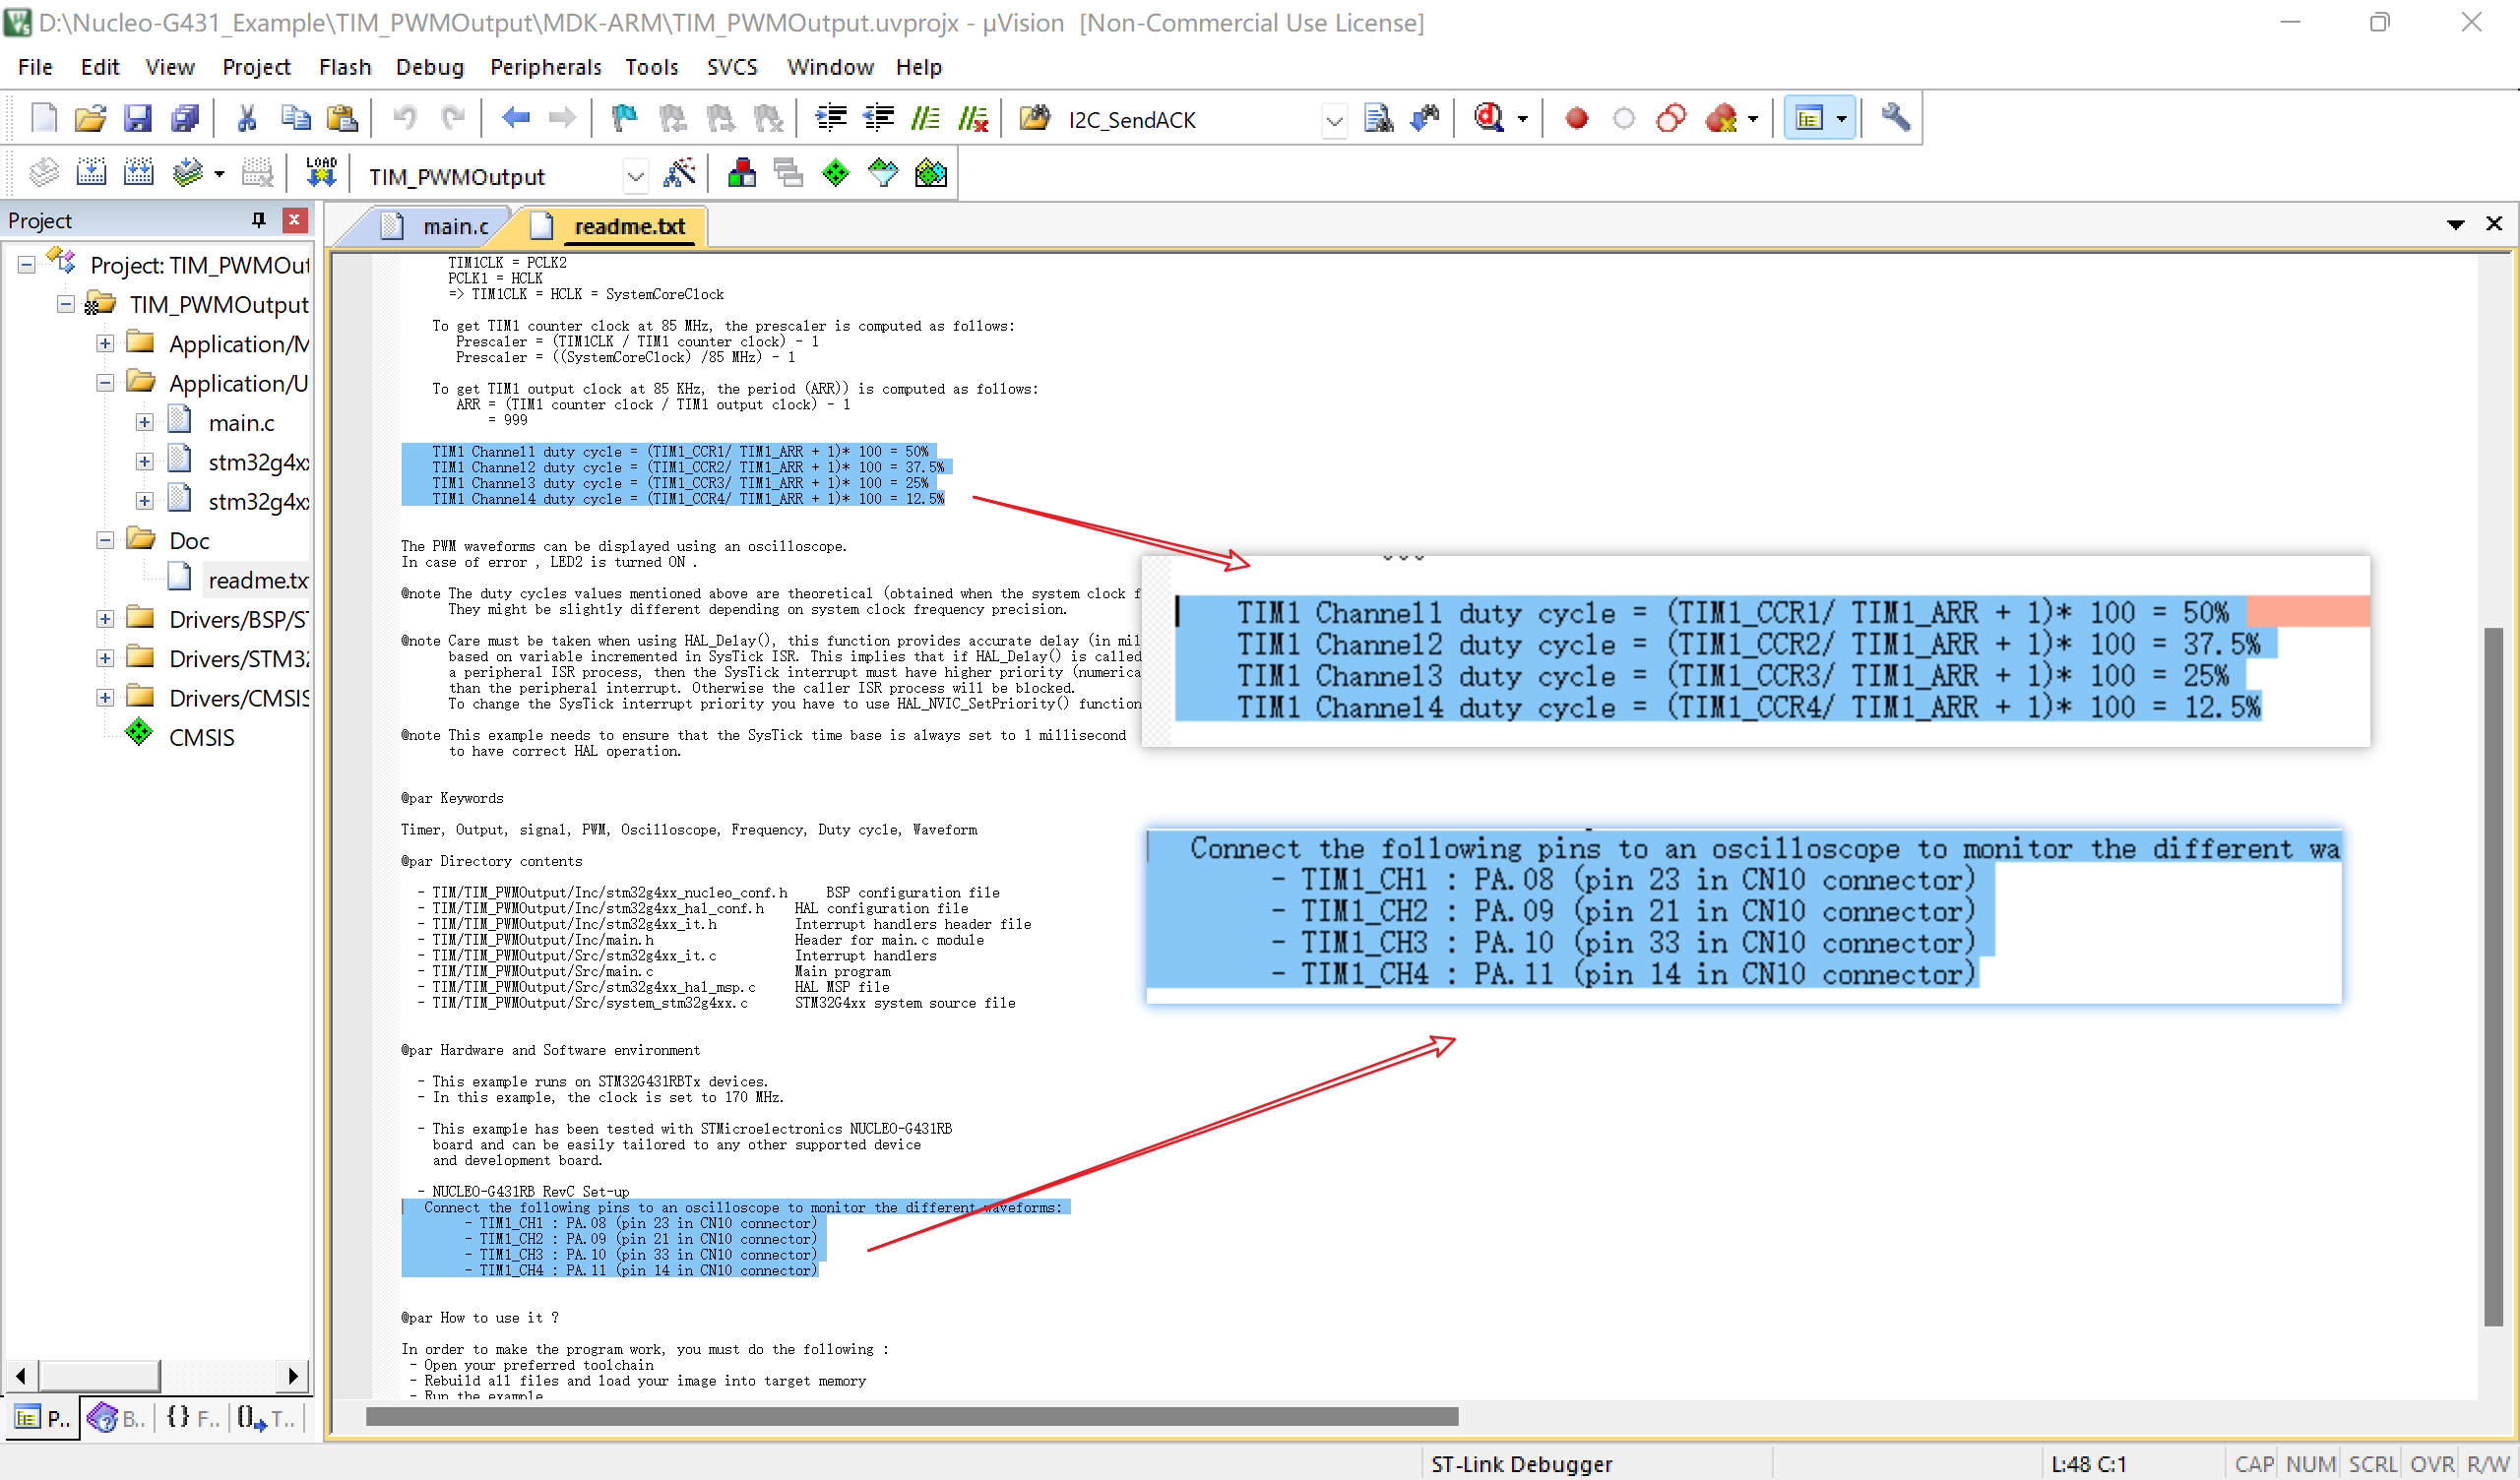 D:\Nucleo-G431_Example\TIM_PWMOutput\MDK-ARM\TIM_PWMOutput.uvprojx - µVision [Non-Commercial Use License]
File Edit View Project Flash Debug Peripherals Tools SVCS Window Help
I2C_SendACK
LOAD TIM_PWMOutput
Project
main.c readme.txt
Project: TIM_PWMOut
TIM_PWMOutput
Application/M
Application/U
main.c
stm32g4xx
stm32g4xx
Doc
readme.tx
Drivers/BSP/ST
Drivers/STM32
Drivers/CMSIS
CMSIS
P.. B.. {} F.. T..
TIM1CLK = PCLK2
PCLK1 = HCLK
=> TIM1CLK = HCLK = SystemCoreClock
To get TIM1 counter clock at 85 MHz, the prescaler is computed as follows:
Prescaler = (TIM1CLK / TIM1 counter clock) - 1
Prescaler = ((SystemCoreClock) /85 MHz) - 1
To get TIM1 output clock at 85 KHz, the period (ARR)) is computed as follows:
ARR = (TIM1 counter clock / TIM1 output clock) - 1
= 999
TIM1 Channel1 duty cycle = (TIM1_CCR1/ TIM1_ARR + 1)* 100 = 50%
TIM1 Channel2 duty cycle = (TIM1_CCR2/ TIM1_ARR + 1)* 100 = 37.5%
TIM1 Channel3 duty cycle = (TIM1_CCR3/ TIM1_ARR + 1)* 100 = 25%
TIM1 Channel4 duty cycle = (TIM1_CCR4/ TIM1_ARR + 1)* 100 = 12.5%
The PWM waveforms can be displayed using an oscilloscope.
In case of error , LED2 is turned ON .
@note The duty cycles values mentioned above are theoretical (obtained when the system clock f
They might be slightly different depending on system clock frequency precision.
@note Care must be taken when using HAL_Delay(), this function provides accurate delay (in mil
based on variable incremented in SysTick ISR. This implies that if HAL_Delay() is called
a peripheral ISR process, then the SysTick interrupt must have higher priority (numerica
than the peripheral interrupt. Otherwise the caller ISR process will be blocked.
To change the SysTick interrupt priority you have to use HAL_NVIC_SetPriority() function
@note This example needs to ensure that the SysTick time base is always set to 1 millisecond
to have correct HAL operation.
@par Keywords
Timer, Output, signal, PWM, Oscilloscope, Frequency, Duty cycle, Waveform
@par Directory contents
- TIM/TIM_PWMOutput/Inc/stm32g4xx_nucleo_conf.h BSP configuration file
- TIM/TIM_PWMOutput/Inc/stm32g4xx_hal_conf.h HAL configuration file
- TIM/TIM_PWMOutput/Inc/stm32g4xx_it.h Interrupt handlers header file
- TIM/TIM_PWMOutput/Inc/main.h Header for main.c module
- TIM/TIM_PWMOutput/Src/stm32g4xx_it.c Interrupt handlers
- TIM/TIM_PWMOutput/Src/main.c Main program
- TIM/TIM_PWMOutput/Src/stm32g4xx_hal_msp.c HAL MSP file
- TIM/TIM_PWMOutput/Src/system_stm32g4xx.c STM32G4xx system source file
@par Hardware and Software environment
- This example runs on STM32G431RBTx devices.
- In this example, the clock is set to 170 MHz.
- This example has been tested with STMicroelectronics NUCLEO-G431RB
board and can be easily tailored to any other supported device
and development board.
- NUCLEO-G431RB RevC Set-up
Connect the following pins to an oscilloscope to monitor the different waveforms:
- TIM1_CH1 : PA.08 (pin 23 in CN10 connector)
- TIM1_CH2 : PA.09 (pin 21 in CN10 connector)
- TIM1_CH3 : PA.10 (pin 33 in CN10 connector)
- TIM1_CH4 : PA.11 (pin 14 in CN10 connector)
@par How to use it ?
In order to make the program work, you must do the following :
- Open your preferred toolchain
- Rebuild all files and load your image into target memory
- Run the example
TIM1 Channel1 duty cycle = (TIM1_CCR1/ TIM1_ARR + 1)* 100 = 50%
TIM1 Channel2 duty cycle = (TIM1_CCR2/ TIM1_ARR + 1)* 100 = 37.5%
TIM1 Channel3 duty cycle = (TIM1_CCR3/ TIM1_ARR + 1)* 100 = 25%
TIM1 Channel4 duty cycle = (TIM1_CCR4/ TIM1_ARR + 1)* 100 = 12.5%
Connect the following pins to an oscilloscope to monitor the different wa
- TIM1_CH1 : PA.08 (pin 23 in CN10 connector)
- TIM1_CH2 : PA.09 (pin 21 in CN10 connector)
- TIM1_CH3 : PA.10 (pin 33 in CN10 connector)
- TIM1_CH4 : PA.11 (pin 14 in CN10 connector)
ST-Link Debugger L:48 C:1 CAP NUM SCRL OVR R/W